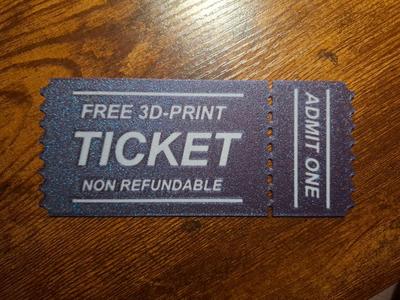 FREE 3D-PRINT
TICKET
NON REFUNDABLE
ADMIT ONE